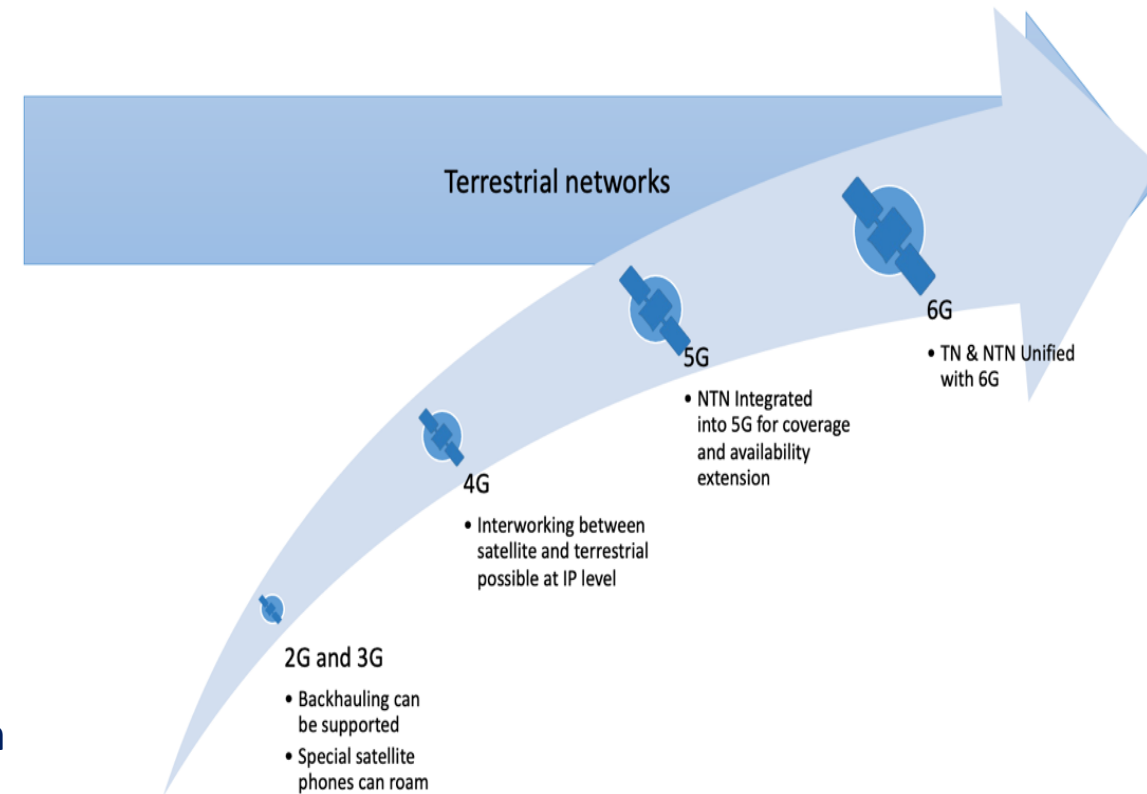 Terrestrial networks
6G
• TN & NTN Unified
with 6G
5G
• NTN Integrated
into 5G for coverage
and availability
extension
4G
• Interworking between
satellite and terrestrial
possible at IP level
2G and 3G
• Backhauling can
be supported
• Special satellite
phones can roam